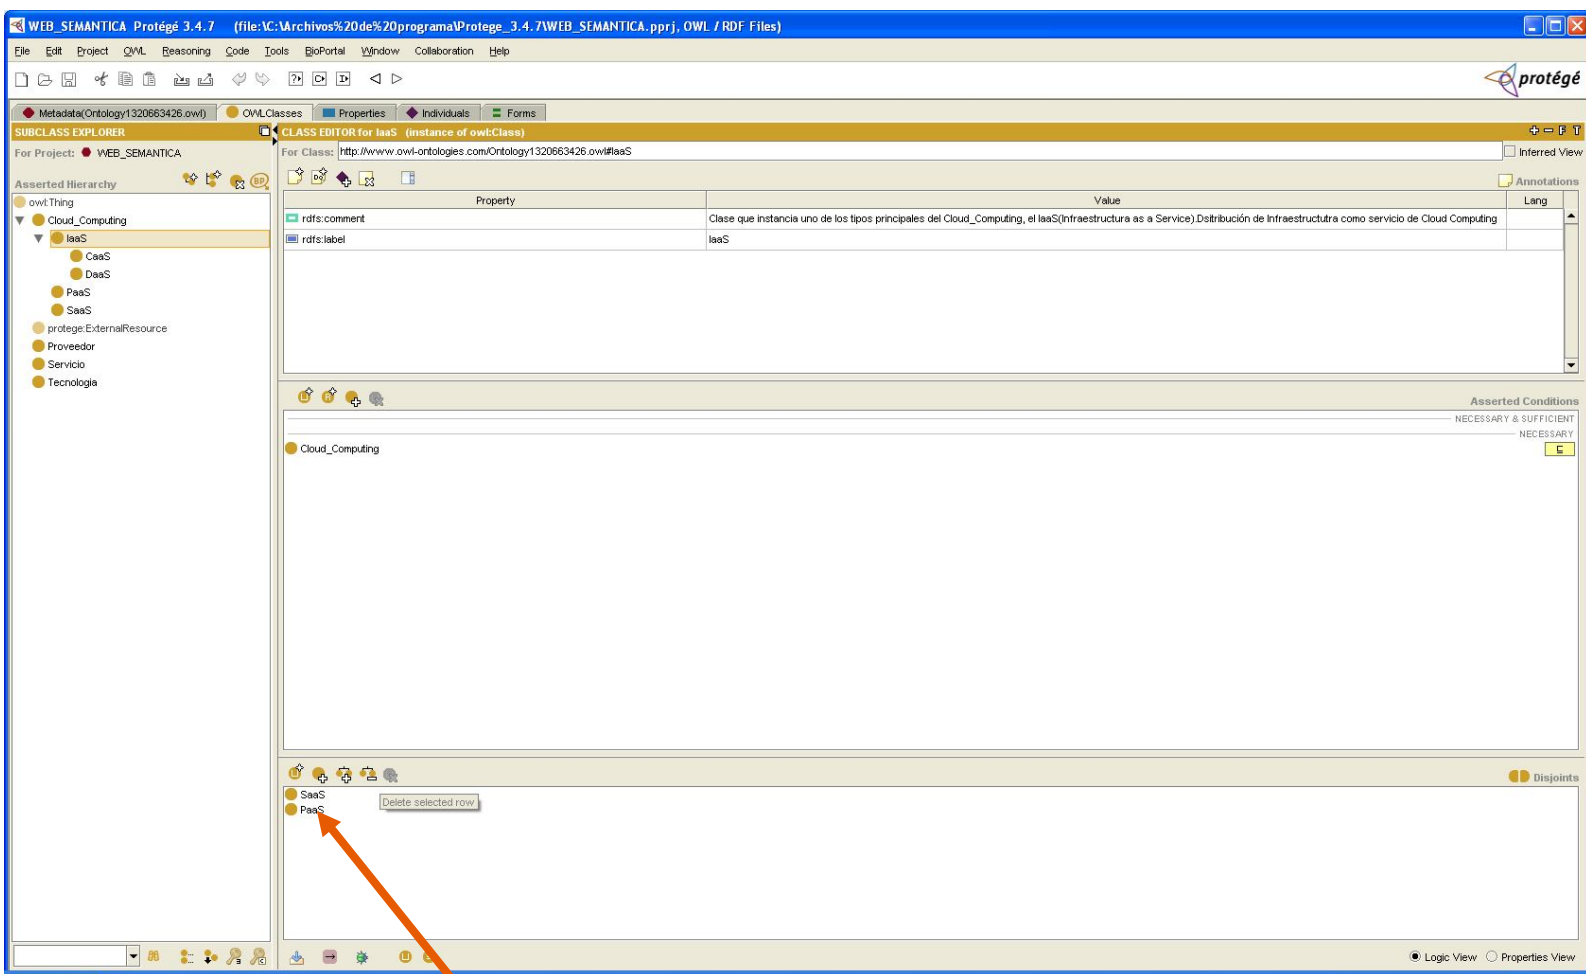 WEB_SEMANTICA Protégé 3.4.7 (file:\C:\Archivos%20de%20programa\Protege_3.4.7\WEB_SEMANTICA.pprj, OWL / RDF Files)
File Edit Project OWL Reasoning Code Tools BioPortal Window Collaboration Help
protégé
Metadata(Ontology1320663426.owl) OWLClasses Properties Individuals Forms
SUBCLASS EXPLORER
For Project: WEB_SEMANTICA
Asserted Hierarchy
owl:Thing
Cloud_Computing
IaaS
CaaS
DaaS
PaaS
SaaS
protege:ExternalResource
Proveedor
Servicio
Tecnologia
CLASS EDITOR for IaaS (instance of owl:Class)
For Class: http://www.owl-ontologies.com/Ontology1320663426.owl#IaaS Inferred View
Annotations
Property Value Lang
rdfs:comment Clase que instancia uno de los tipos principales del Cloud_Computing, el IaaS(Infraestructura as a Service).Dsitribución de Infraestructutra como servicio de Cloud Computing
rdfs:label IaaS
Asserted Conditions
NECESSARY & SUFFICIENT
NECESSARY
Cloud_Computing
Disjoints
SaaS
Delete selected row
PaaS
Logic View Properties View